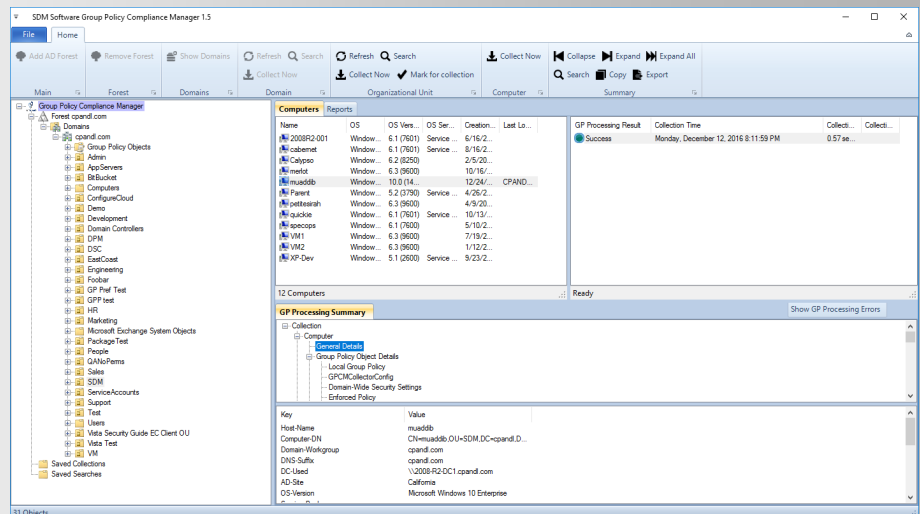 SDM Software Group Policy Compliance Manager 1.5
File Home
Add AD Forest Remove Forest Show Domains Refresh Search Refresh Search Collect Now Collapse Expand Expand All
Collect Now Collect Now Mark for collection Search Copy Export
Main Forest Domains Domain Organizational Unit Computer Summary
Group Policy Compliance Manager
Forest cpandl.com
Domains
cpandl.com
Group Policy Objects
Admin
AppServers
BitBucket
Computers
ConfigureCloud
Demo
Development
Domain Controllers
DPM
DSC
EastCoast
Engineering
Foobar
GP Pref Test
GPP test
HR
Marketing
Microsoft Exchange System Objects
PackageTest
People
QANoPerms
Sales
SDM
ServiceAccounts
Support
Test
Users
Vista Security Guide EC Client OU
Vista Test
VM
Saved Collections
Saved Searches
Computers Reports
Name OS OS Vers... OS Ser... Creation... Last Lo...
2008R2-001 Window... 6.1 (7601) Service ... 6/16/2...
cabernet Window... 6.1 (7601) Service ... 8/16/2...
Calypso Window... 6.2 (8250) 2/5/20...
merlot Window... 6.3 (9600) 10/16/...
muaddib Window... 10.0 (14... 12/24/... CPAND...
Parent Window... 5.2 (3790) Service ... 4/26/2...
petitesirah Window... 6.3 (9600) 4/9/20...
quickie Window... 6.1 (7601) Service ... 10/13/...
specops Window... 6.1 (7600) 5/10/2...
VM1 Window... 6.3 (9600) 7/19/2...
VM2 Window... 6.3 (9600) 1/12/2...
XP-Dev Window... 5.1 (2600) Service ... 9/23/2...
12 Computers
GP Processing Result Collection Time Collecti... Collecti...
Success Monday, December 12, 2016 8:11:59 PM 0.57 se...
Ready
GP Processing Summary Show GP Processing Errors
Collection
Computer
General Details
Group Policy Object Details
Local Group Policy
GPCMCollectorConfig
Domain-Wide Security Settings
Enforced Policy
Key Value
Host-Name muaddib
Computer-DN CN=muaddib,OU=SDM,DC=cpandl,D...
Domain-Workgroup cpandl.com
DNS-Suffix cpandl.com
DC-Used \\2008-R2-DC1.cpandl.com
AD-Site California
OS-Version Microsoft Windows 10 Enterprise
31 Objects